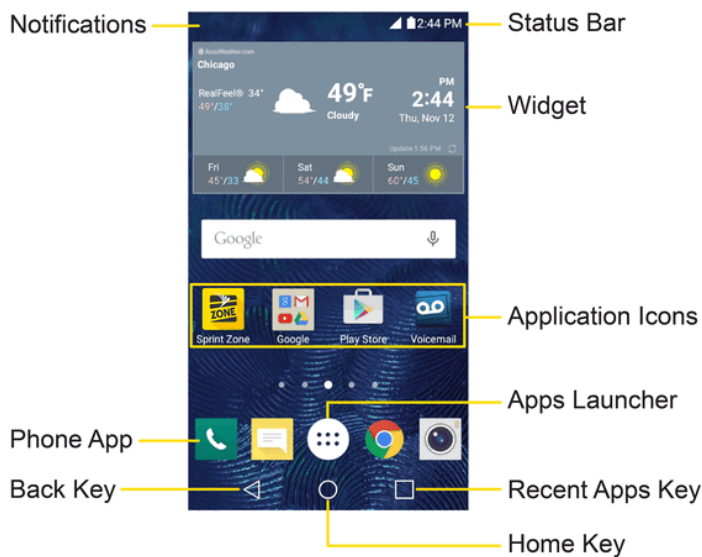 Notifications
2:44 PM
Status Bar
AccuWeather.com
Chicago
RealFeel® 34°
49°/38°
49°F
Cloudy
PM
2:44
Thu, Nov 12
Widget
Update 1:56 PM
Fri
45°/33
Sat
54°/44
Sun
60°/45
Google
ZONE
Sprint Zone
Google
Play Store
Voicemail
Application Icons
Apps Launcher
Phone App
Back Key
Recent Apps Key
Home Key